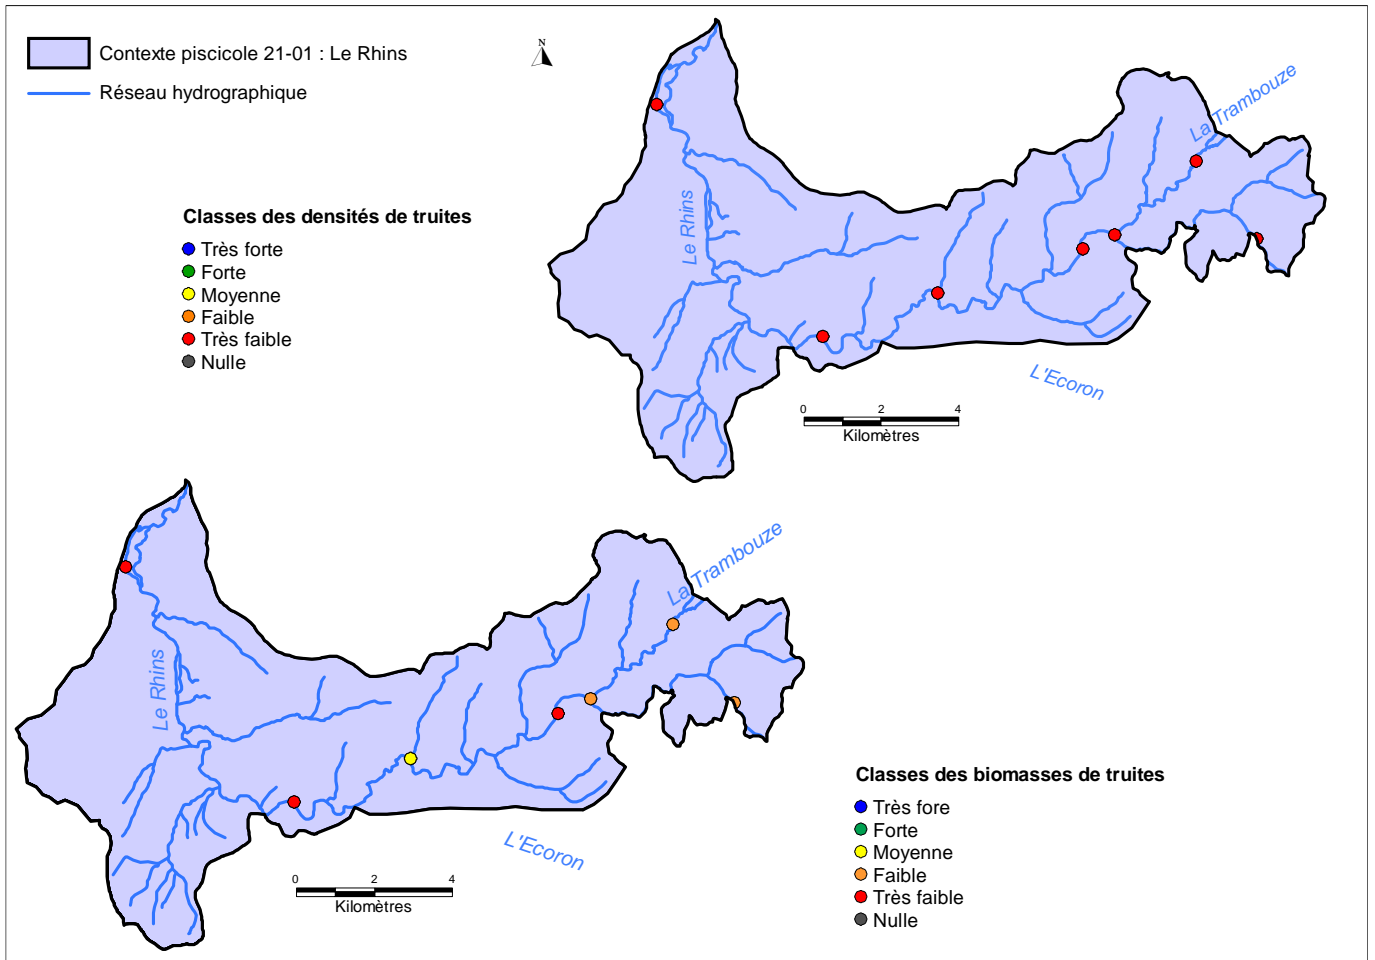 Contexte piscicole 21-01 : Le Rhins
Réseau hydrographique
N
La Trambouze
Le Rhins
L'Ecoron
Classes des densités de truites
Très forte
Forte
Moyenne
Faible
Très faible
Nulle
0 2 4
Kilomètres
La Trambouze
Le Rhins
L'Ecoron
0 2 4
Kilomètres
Classes des biomasses de truites
Très fore
Forte
Moyenne
Faible
Très faible
Nulle